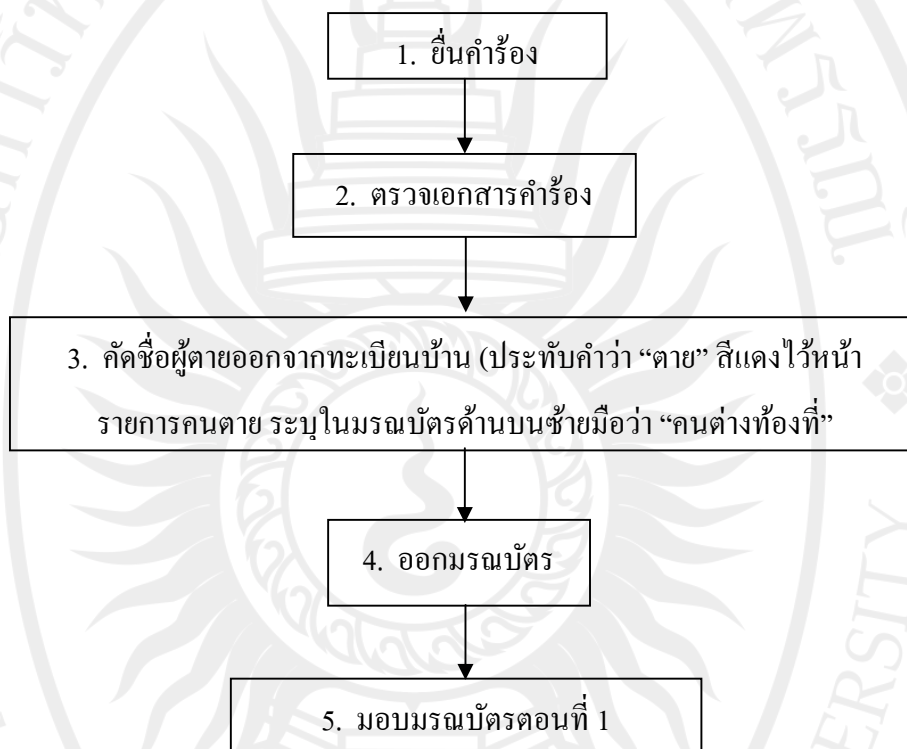 1. ยื่นคำร้อง
2. ตรวจเอกสารคำร้อง
3. คัดชื่อผู้ตายออกจากทะเบียนบ้าน (ประทับคำว่า “ตาย” สีแดงไว้หน้า
รายการคนตาย ระบุในมรณบัตรด้านบนซ้ายมือว่า “คนต่างท้องที่”
4. ออกมรณบัตร
5. มอบมรณบัตรตอนที่ 1